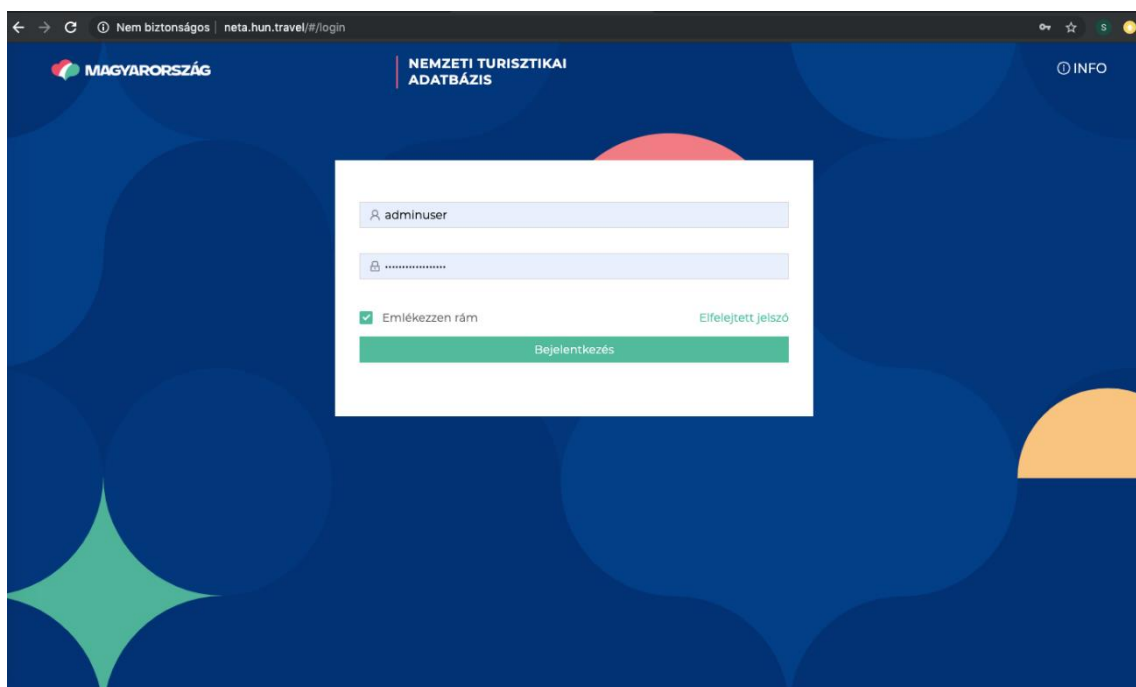 Nem biztonságos | neta.hun.travel/#/login
S
MAGYARORSZÁG
NEMZETI TURISZTIKAI
ADATBÁZIS
INFO
adminuser
••••••••••••••••••
Emlékezzen rám
Elfelejtett jelszó
Bejelentkezés